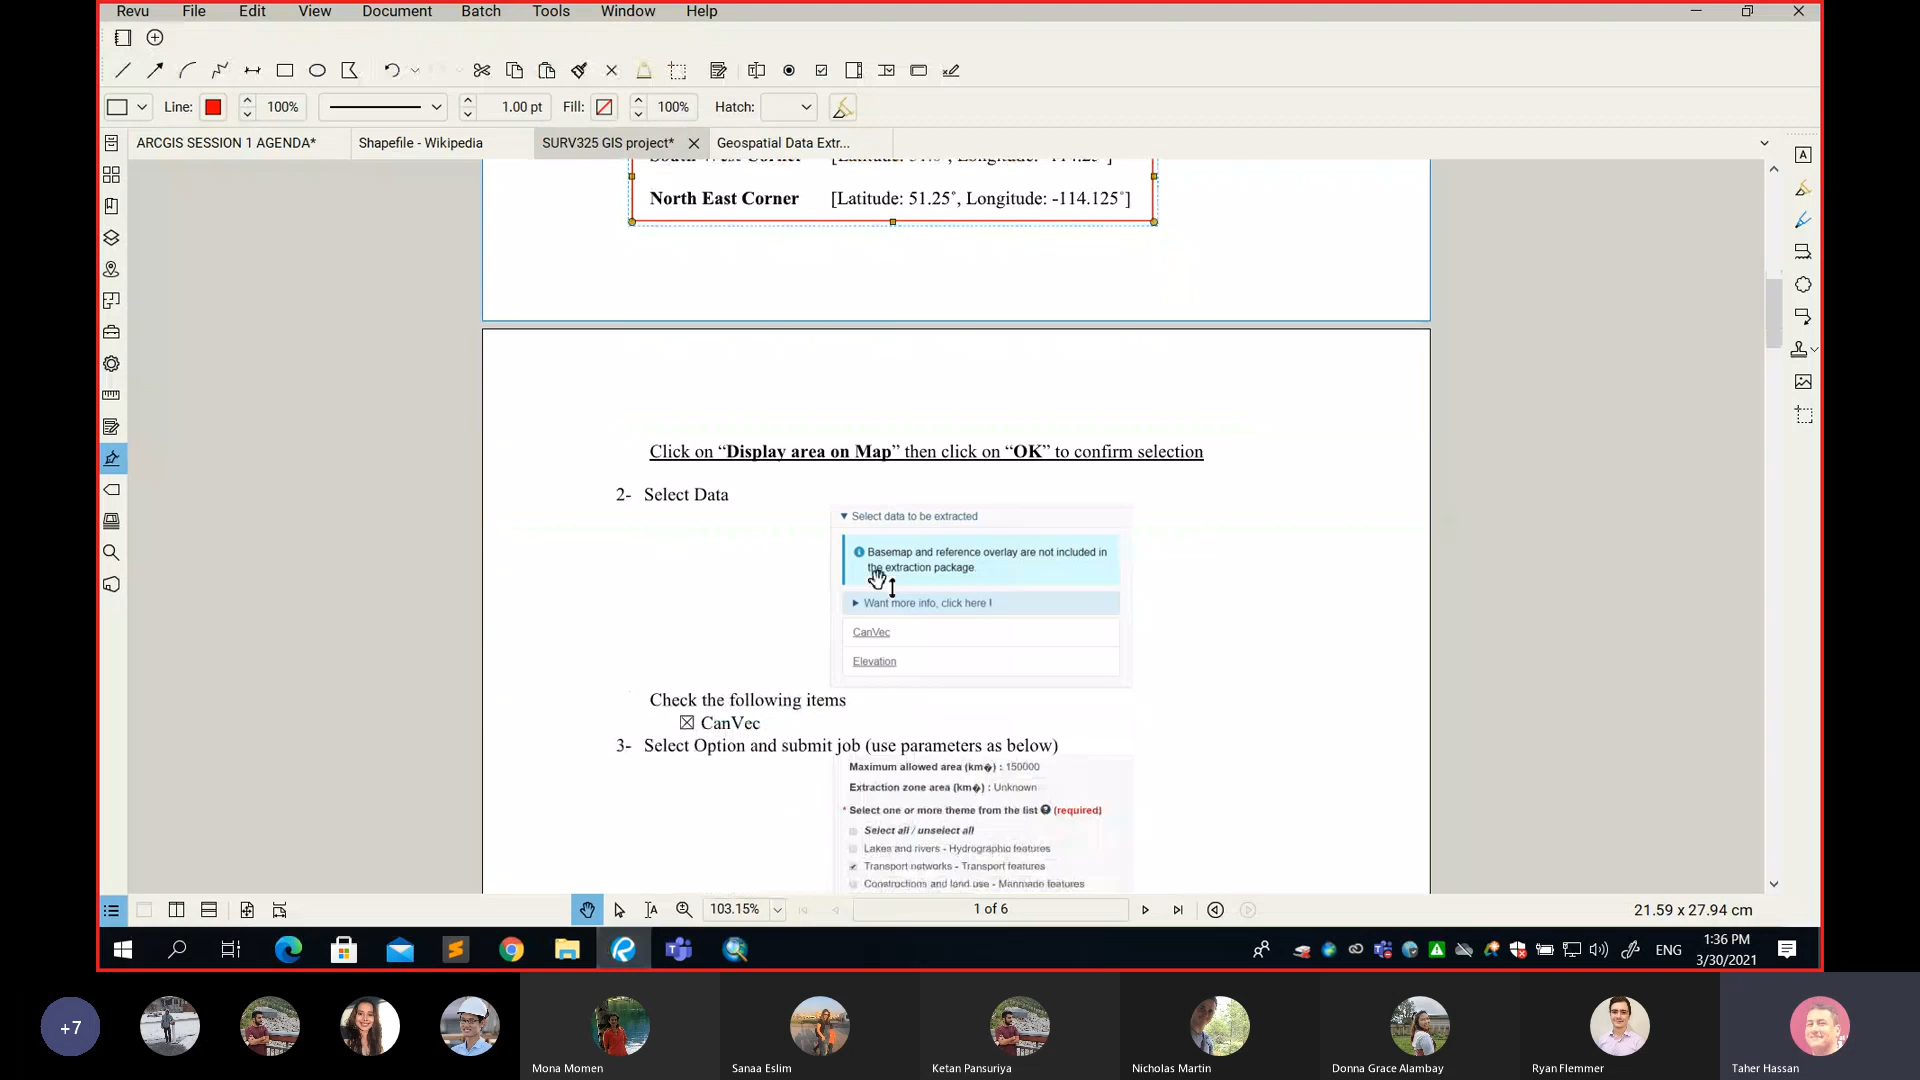 Revu File Edit View Document Batch Tools Window Help
Line: 100% 1.00 pt Fill: 100% Hatch:
ARCGIS SESSION 1 AGENDA* Shapefile - Wikipedia SURV325 GIS project* Geospatial Data Extr...
North East Corner [Latitude: 51.25°, Longitude: -114.125°]
Click on “Display area on Map” then click on “OK” to confirm selection
2- Select Data
Select data to be extracted
Basemap and reference overlay are not included in
the extraction package.
Want more info, click here !
CanVec
Elevation
Check the following items
☒ CanVec
3- Select Option and submit job (use parameters as below)
Maximum allowed area (km�) : 150000
Extraction zone area (km�) : Unknown
* Select one or more theme from the list (required)
Select all / unselect all
Lakes and rivers - Hydrographic features
Transport networks - Transport features
Constructions and land use - Manmade features
103.15% 1 of 6 21.59 x 27.94 cm
ENG
1:36 PM
3/30/2021
+7
Mona Momen
Sanaa Eslim
Ketan Pansuriya
Nicholas Martin
Donna Grace Alambay
Ryan Flemmer
Taher Hassan